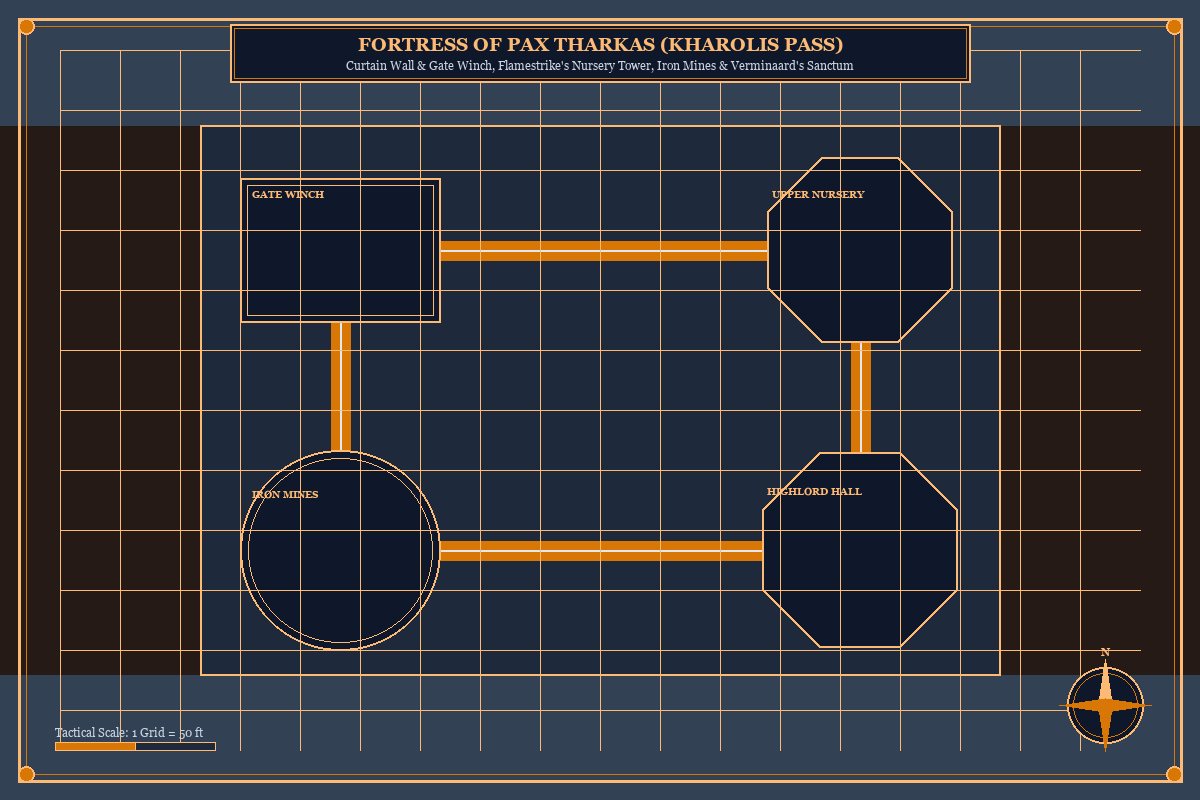 FORTRESS OF PAX THARKAS (KHAROLIS PASS)
Curtain Wall & Gate Winch, Flamestrike's Nursery Tower, Iron Mines & Verminaard's Sanctum
GATE WINCH
UPPER NURSERY
IRON MINES
HIGHLORD HALL
N
Tactical Scale: 1 Grid = 50 ft